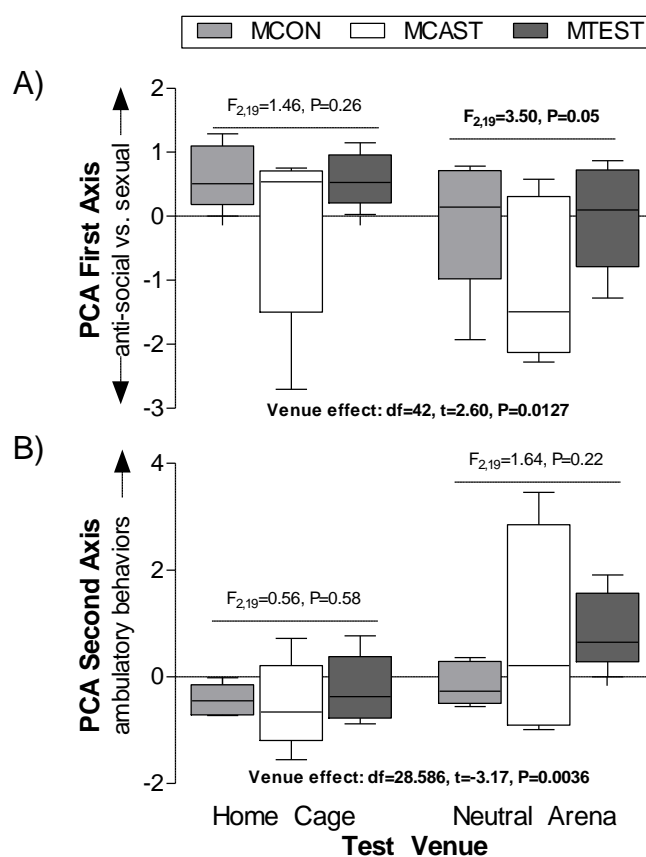 MCON MCAST MTEST
A)
PCA First Axis
anti-social vs. sexual
2
1
0
-1
-2
-3
F2,19=1.46, P=0.26
F2,19=3.50, P=0.05
Venue effect: df=42, t=2.60, P=0.0127
B)
PCA Second Axis
ambulatory behaviors
4
2
0
-2
F2,19=0.56, P=0.58
F2,19=1.64, P=0.22
Venue effect: df=28.586, t=-3.17, P=0.0036
Home Cage Neutral Arena
Test Venue